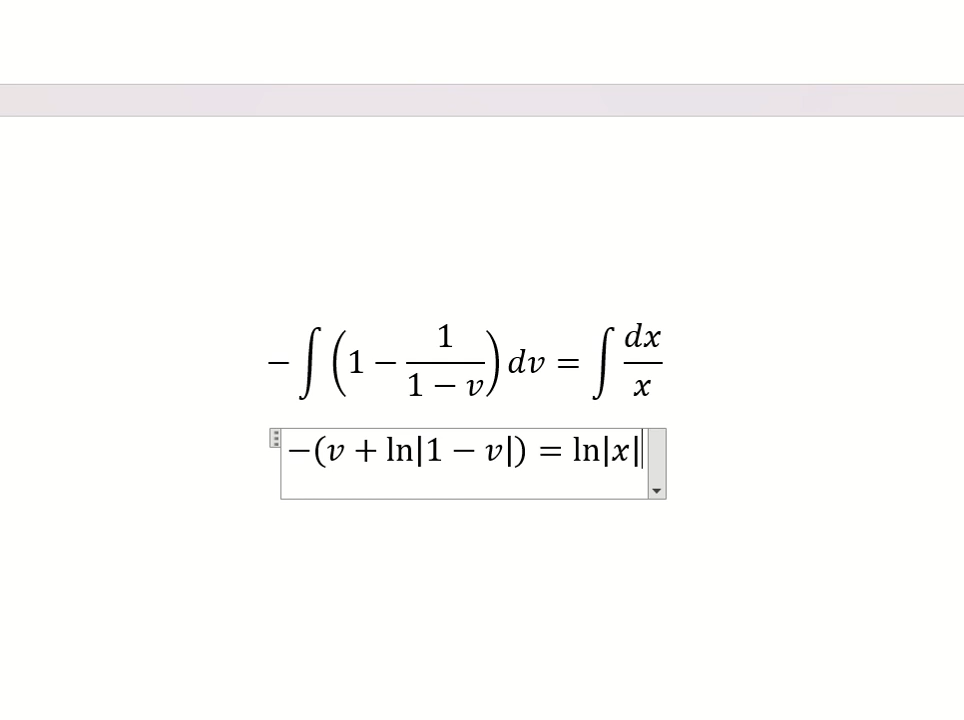 −∫(1 − 1/(1 − v))dv = ∫dx/x
−(v + ln|1 − v|) = ln|x|